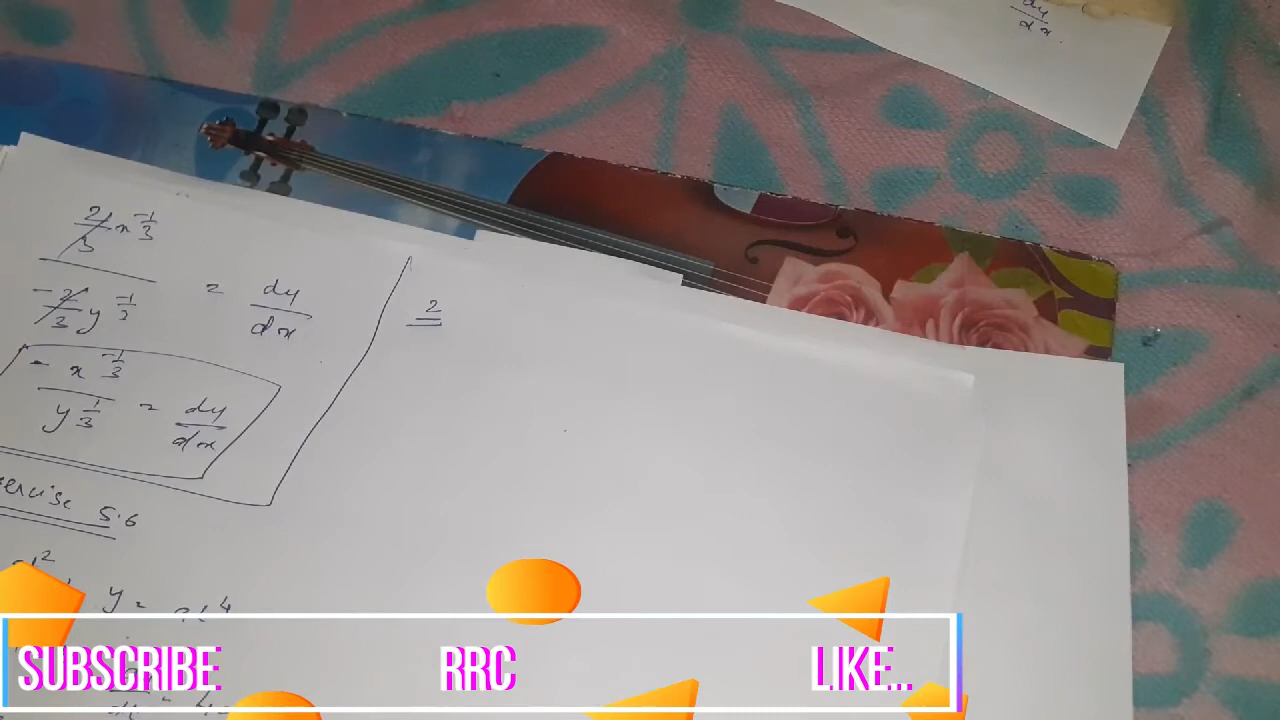 dy/dx
2/3 x^-1/3
-2/3 y^-1/3 = dy/dx
- x^-1/3 / y^1/3 = dy/dx
2
5.6
y =
SUBSCRIBE RRC LIKE...